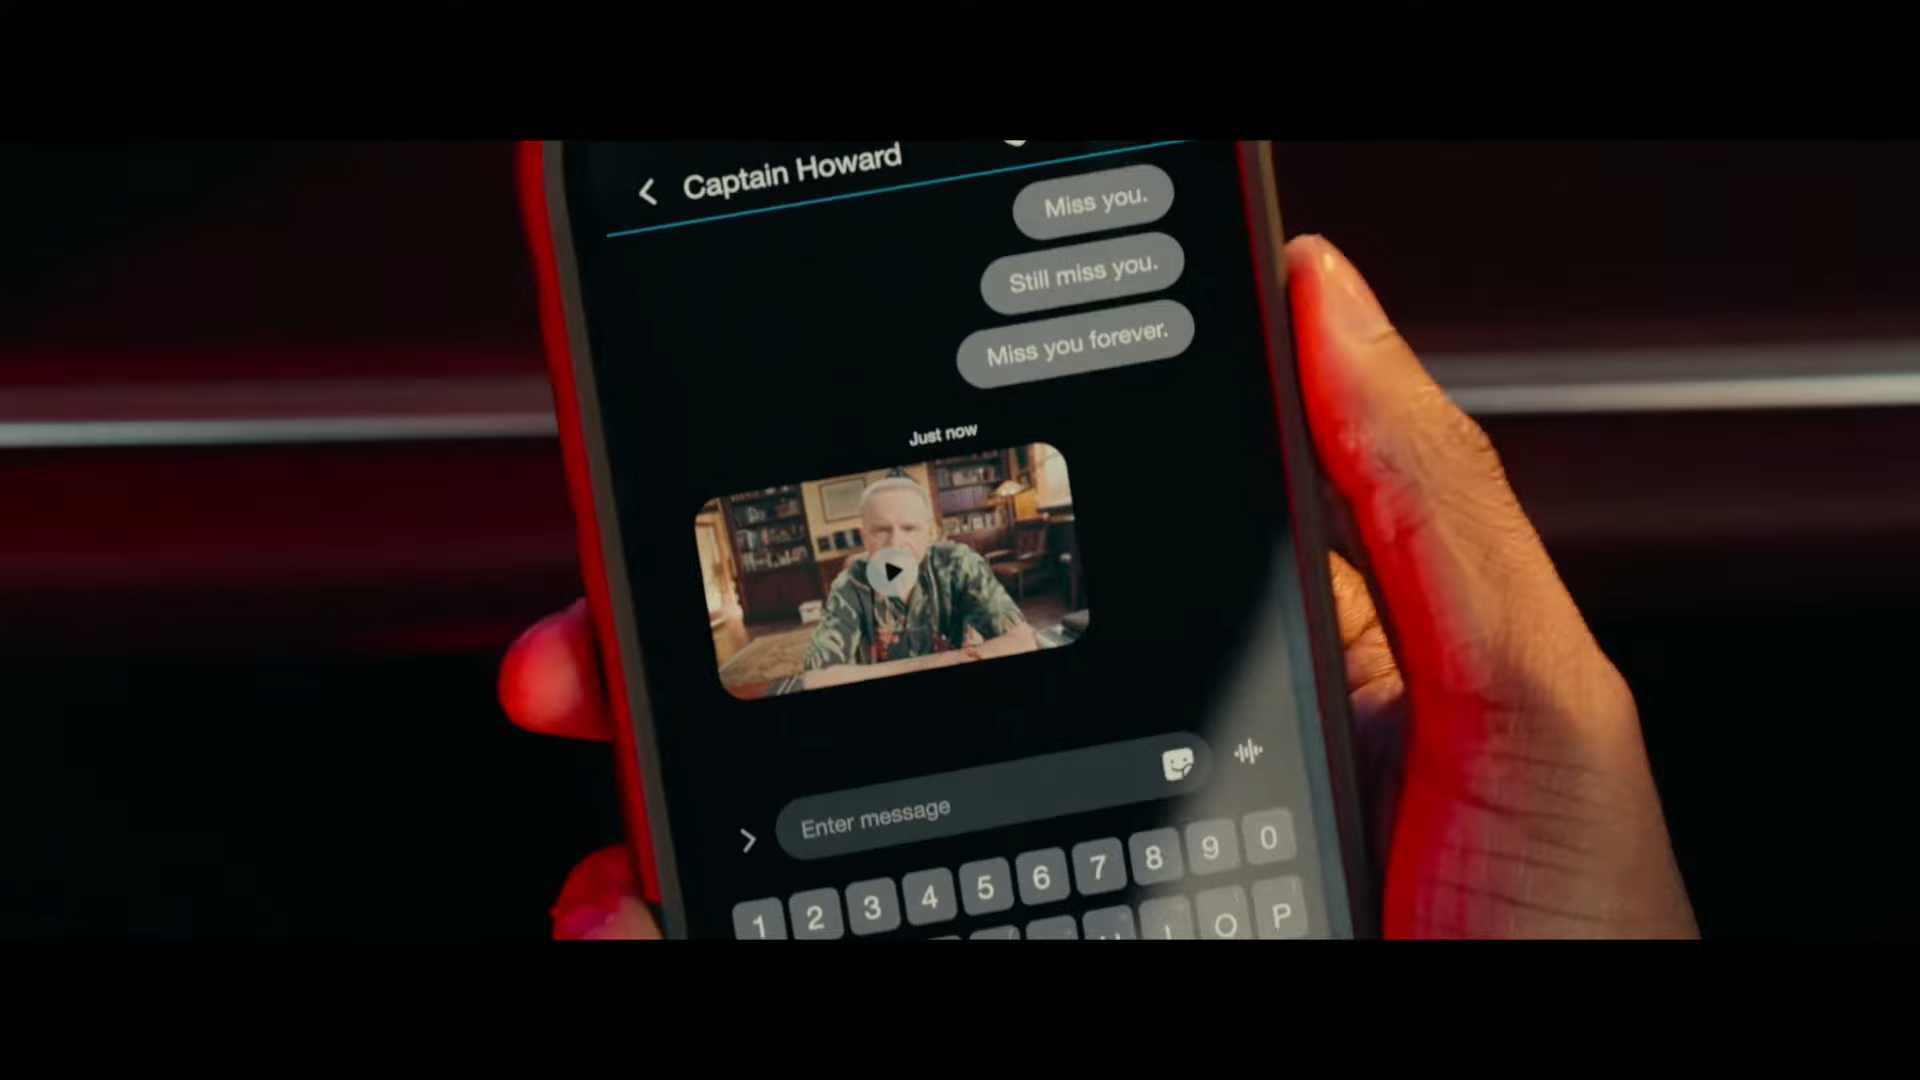 Captain Howard
Miss you.
Still miss you.
Miss you forever.
Just now
Enter message
1 2 3 4 5 6 7 8 9 0
O P